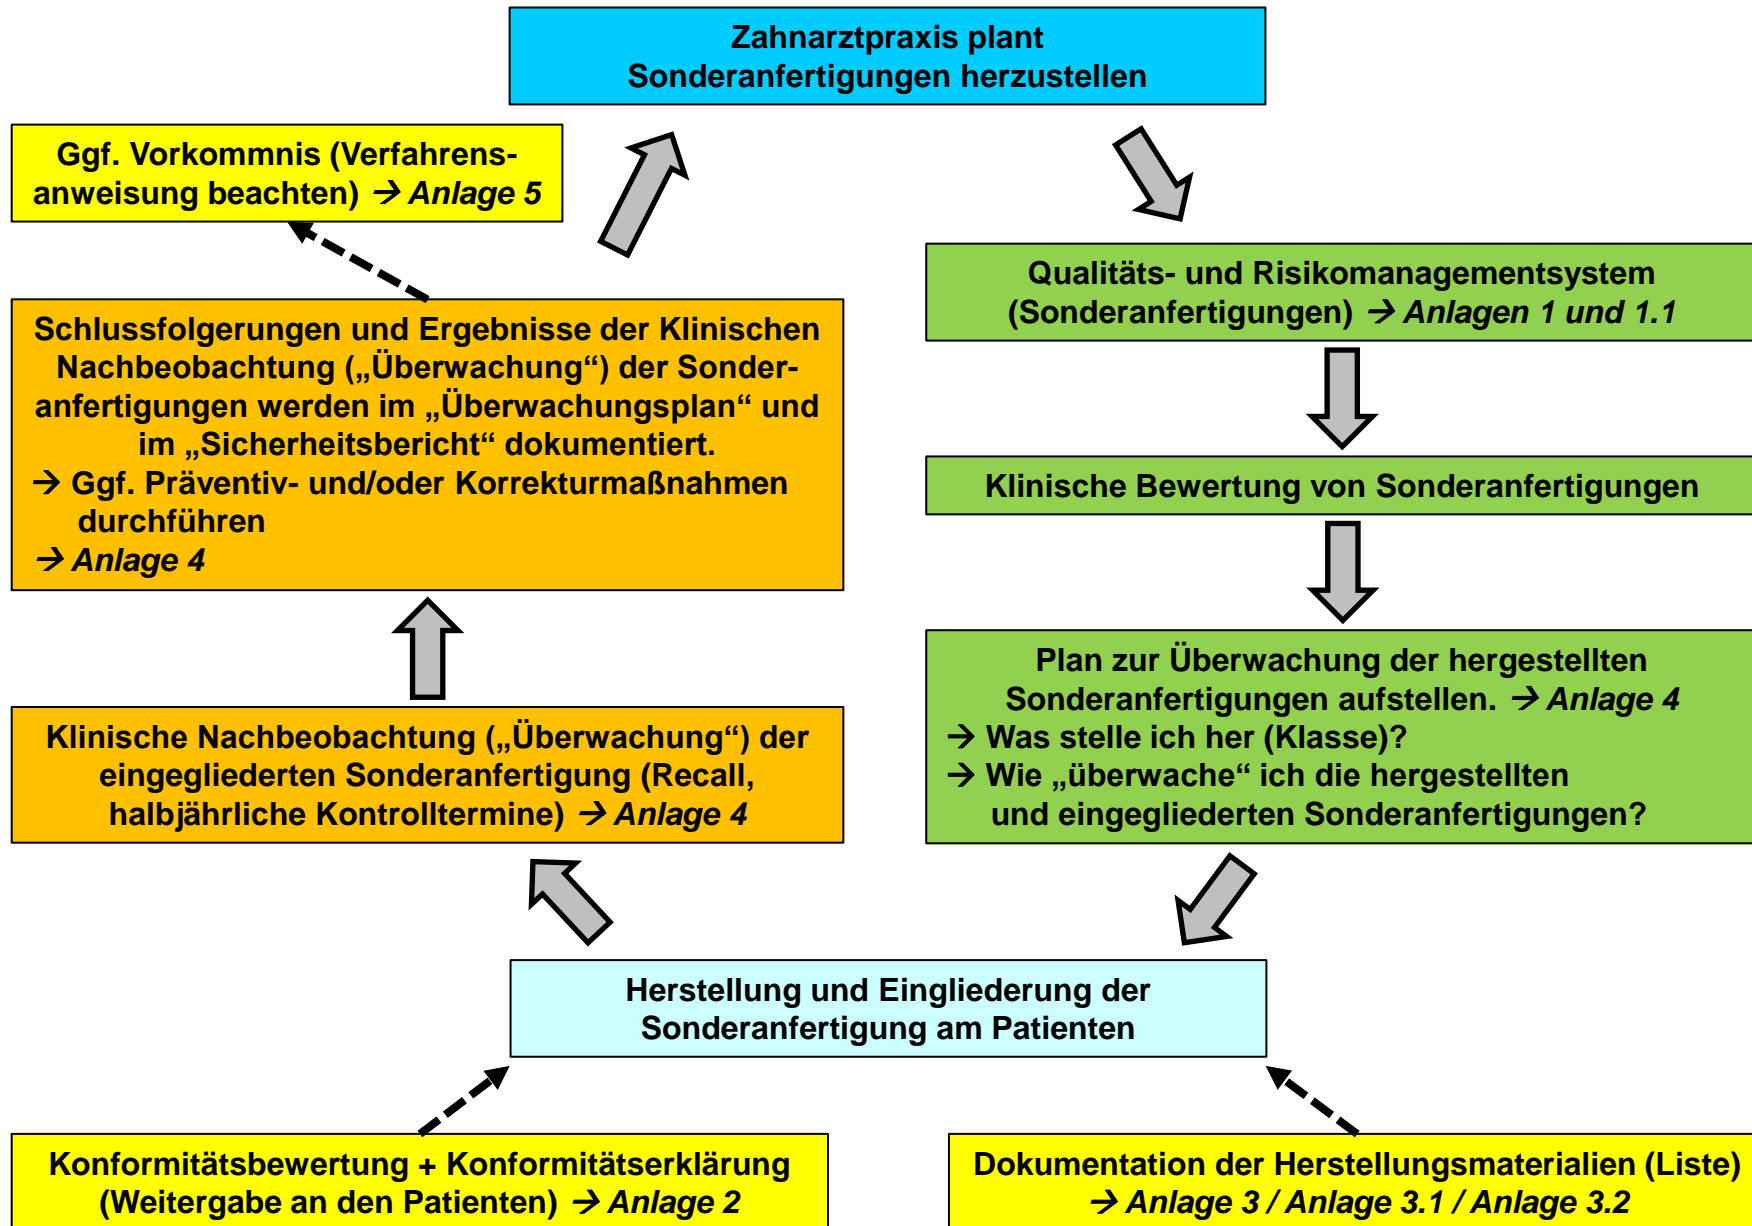 Zahnarztpraxis plant
Sonderanfertigungen herzustellen
Ggf. Vorkommnis (Verfahrens-
anweisung beachten) → Anlage 5
Qualitäts- und Risikomanagementsystem
(Sonderanfertigungen) → Anlagen 1 und 1.1
Schlussfolgerungen und Ergebnisse der Klinischen
Nachbeobachtung („Überwachung“) der Sonder-
anfertigungen werden im „Überwachungsplan“ und
im „Sicherheitsbericht“ dokumentiert.
→ Ggf. Präventiv- und/oder Korrekturmaßnahmen
durchführen
→ Anlage 4
Klinische Bewertung von Sonderanfertigungen
Plan zur Überwachung der hergestellten
Sonderanfertigungen aufstellen. → Anlage 4
→ Was stelle ich her (Klasse)?
→ Wie „überwache“ ich die hergestellten
und eingegliederten Sonderanfertigungen?
Klinische Nachbeobachtung („Überwachung“) der
eingegliederten Sonderanfertigung (Recall,
halbjährliche Kontrolltermine) → Anlage 4
Herstellung und Eingliederung der
Sonderanfertigung am Patienten
Konformitätsbewertung + Konformitätserklärung
(Weitergabe an den Patienten) → Anlage 2
Dokumentation der Herstellungsmaterialien (Liste)
→ Anlage 3 / Anlage 3.1 / Anlage 3.2